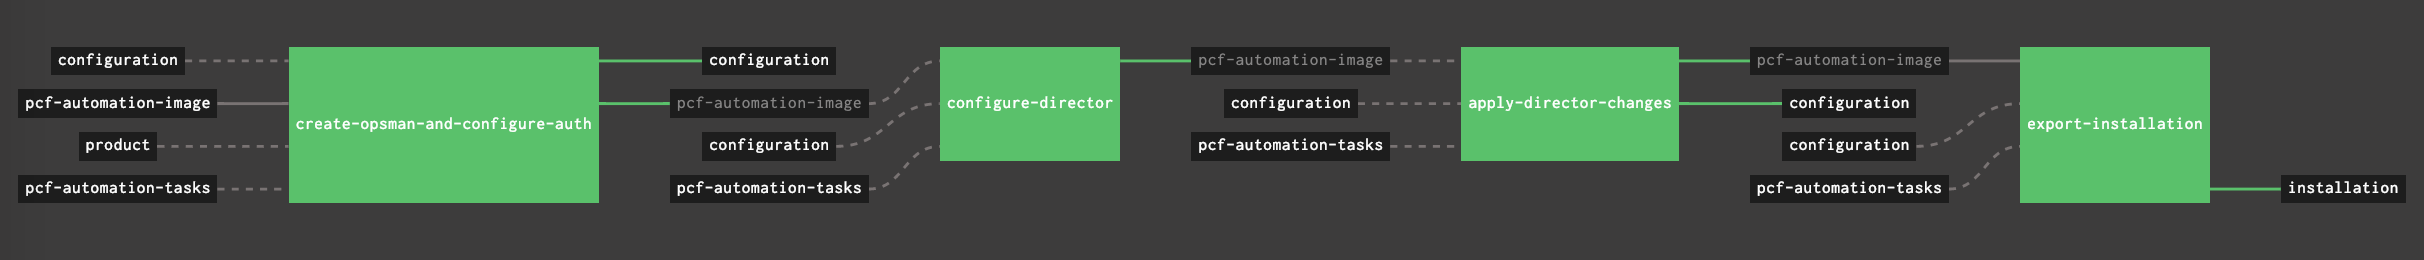 configuration
pcf-automation-image
product
pcf-automation-tasks
create-opsman-and-configure-auth
configuration
pcf-automation-image
configuration
pcf-automation-tasks
configure-director
pcf-automation-image
configuration
pcf-automation-tasks
apply-director-changes
pcf-automation-image
configuration
configuration
pcf-automation-tasks
export-installation
installation